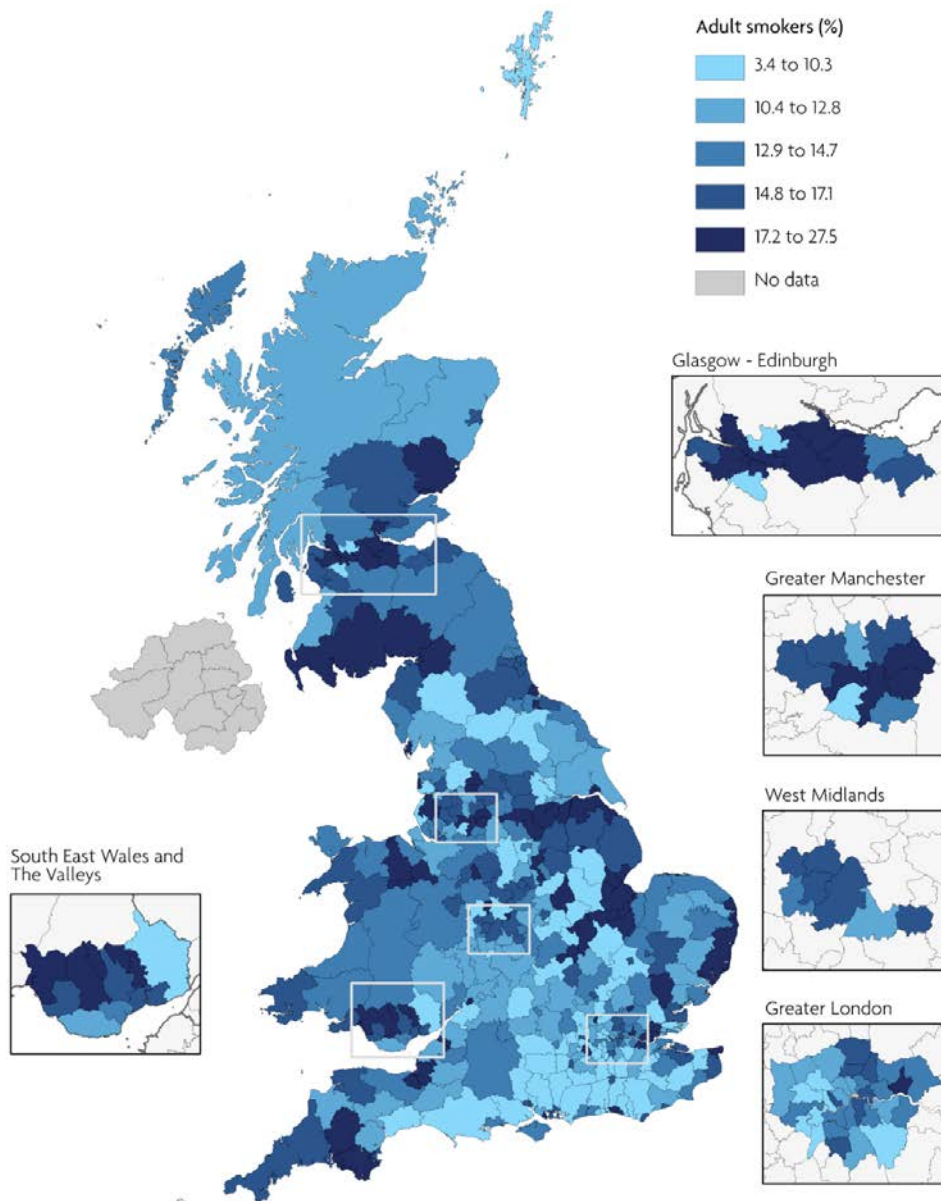 Adult smokers (%)
3.4 to 10.3
10.4 to 12.8
12.9 to 14.7
14.8 to 17.1
17.2 to 27.5
No data
Glasgow - Edinburgh
Greater Manchester
West Midlands
South East Wales and
The Valleys
Greater London